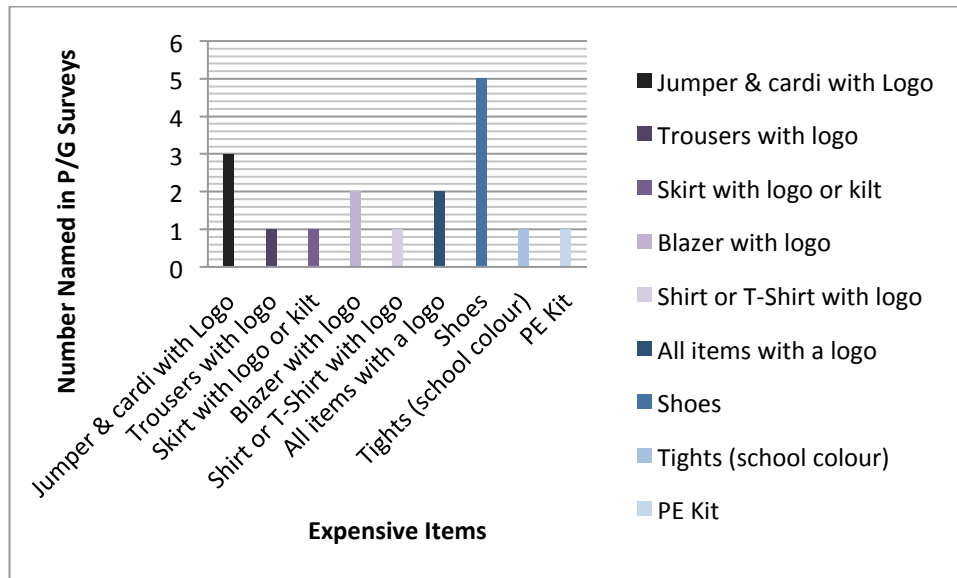 Number Named in P/G Surveys
6
5
4
3
2
1
0
Jumper & cardi with Logo
Trousers with logo
Skirt with logo or kilt
Blazer with logo
Shirt or T-Shirt with logo
All items with a logo
Shoes
Tights (school colour)
PE Kit
Expensive Items
Jumper & cardi with Logo
Trousers with logo
Skirt with logo or kilt
Blazer with logo
Shirt or T-Shirt with logo
All items with a logo
Shoes
Tights (school colour)
PE Kit